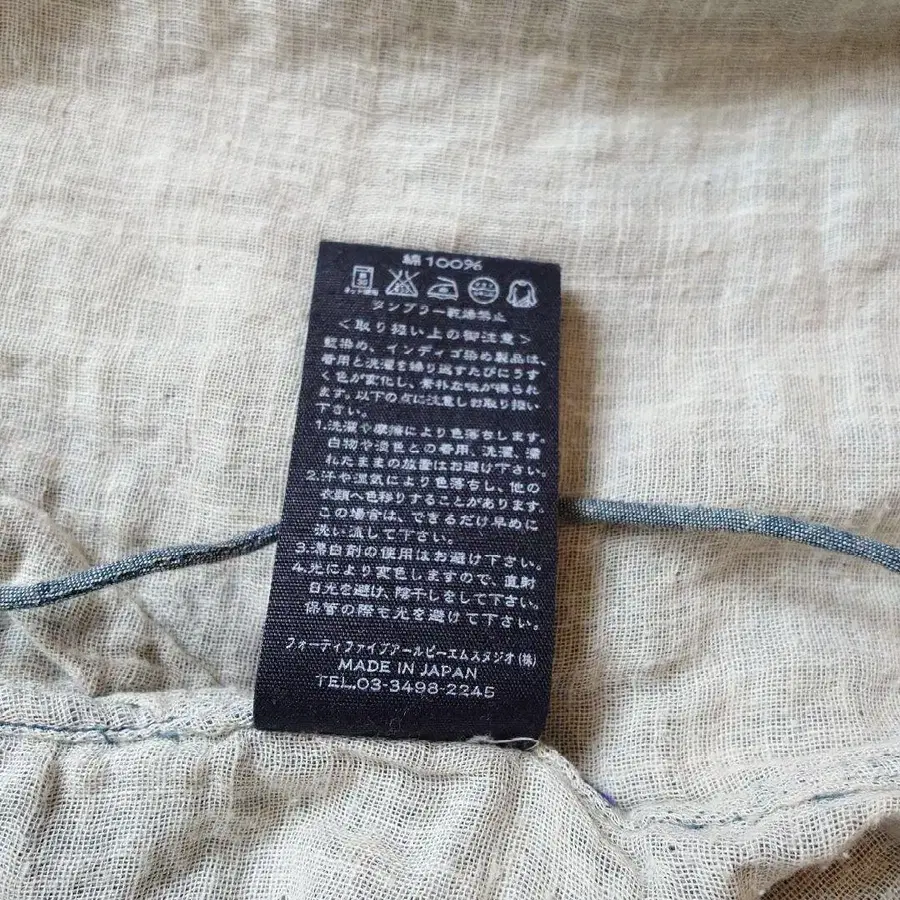 綿100%
ネット使用
タンブラー乾燥禁止
<取り扱い上の御注意>
藍染め、インディゴ染め製品は、
着用と洗濯を繰り返すたびにうす
く色が変化し、素朴な味が得られ
ます。以下の点に注意しお取り扱い
下さい。
1.洗濯や摩擦により色落ちします。
白物や淡色との着用、洗濯、濡
れたままの放置はお避け下さい。
2.汗や湿気により色落ちし、他の
衣類へ色移りすることがあります。
この場合は、できるだけ早めに
洗い流して下さい。
3.漂白剤の使用はお避け下さい。
4.光により変色しますので、直射
日光を避け、陰干しをして下さい。
保管の際も光を避けて下さい。
フォーティファイブアールピーエムスタジオ(株)
MADE IN JAPAN
TEL.03-3498-2245